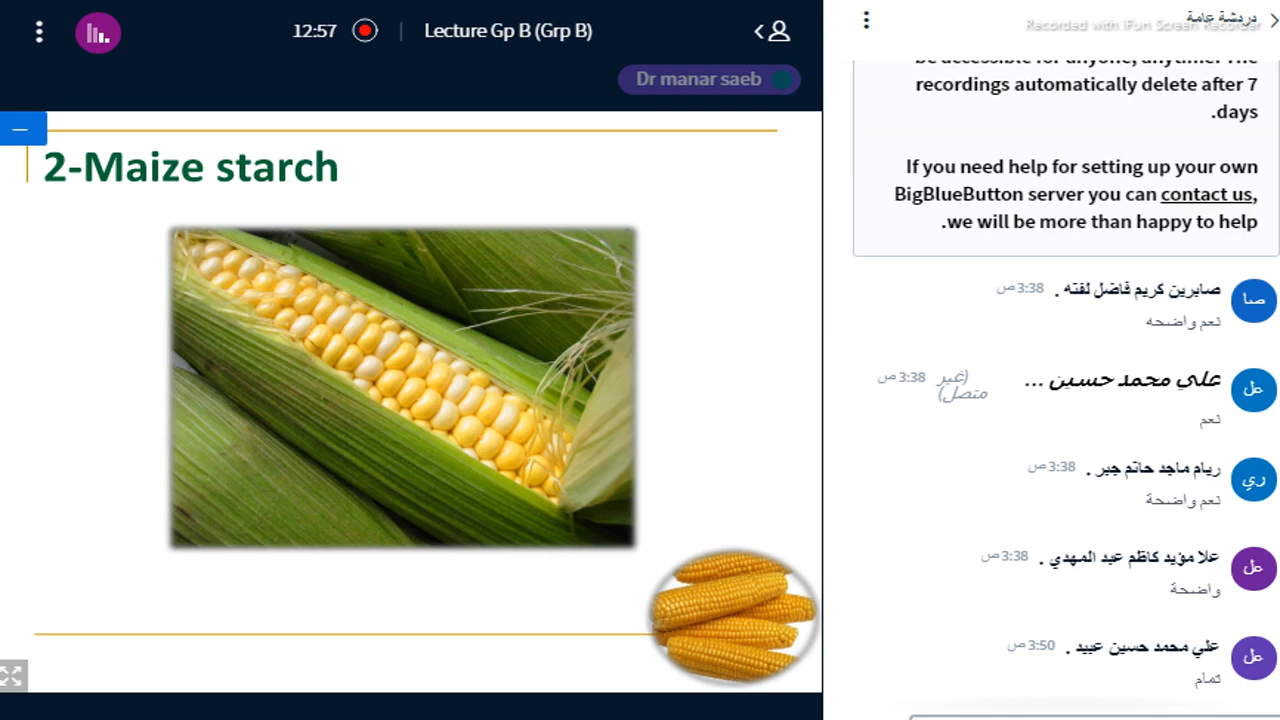 12:57
Lecture Gp B (Grp B)
Dr manar saeb
2-Maize starch
دردشة عامة
Recorded with iFun Screen Recorder
be accessible for anyone, anytime. The
recordings automatically delete after 7
days.
If you need help for setting up your own
BigBlueButton server you can contact us,
we will be more than happy to help.
صا
صابرين كريم فاضل لفته . 3:38 ص
نعم واضحه
عل
علي محمد حسين ... (غير متصل) 3:38 ص
نعم
ري
ريام ماجد حاتم جبر . 3:38 ص
نعم واضحة
عل
علا مؤيد كاظم عبد المهدي . 3:38 ص
واضحة
عل
علي محمد حسين عبيد . 3:50 ص
تمام